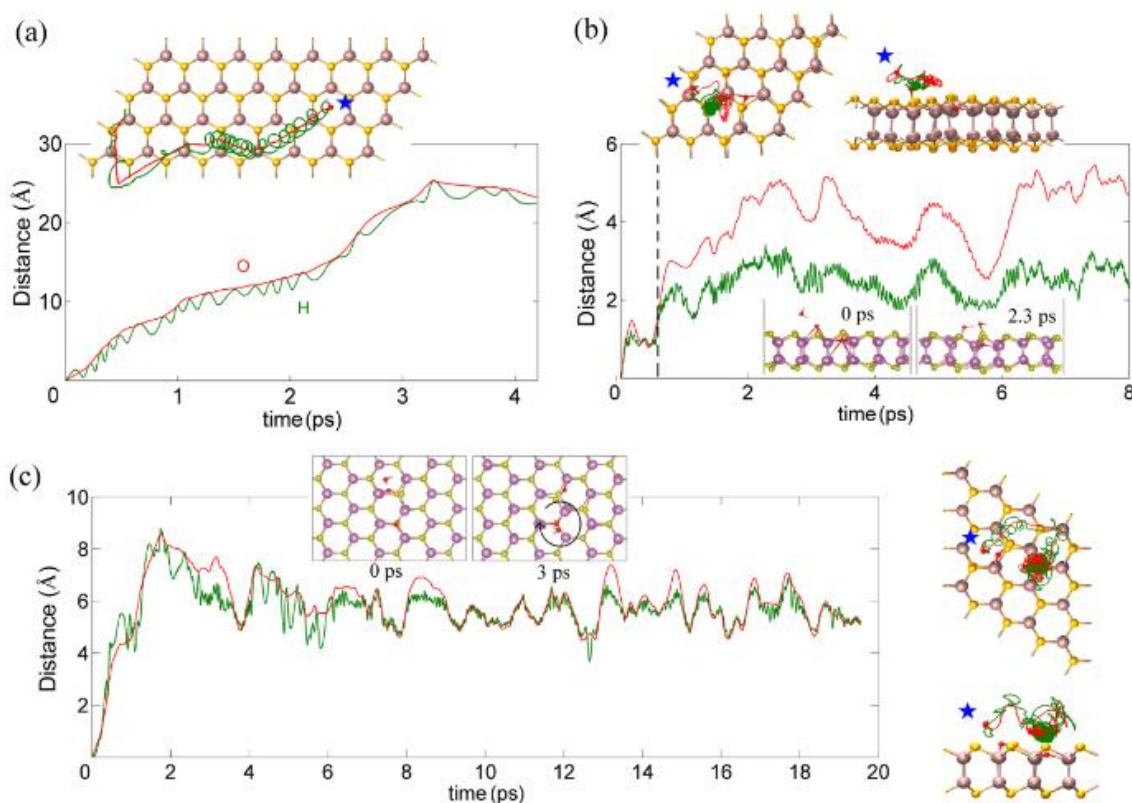 (a)
30
20
10
0
Distance (Å)
O
H
0 1 2 3 4
time (ps)
(b)
6
4
2
0
Distance (Å)
0 ps
2.3 ps
0 2 4 6 8
time (ps)
(c)
10
8
6
4
2
0
Distance (Å)
0 ps
3 ps
0 2 4 6 8 10 12 14 16 18 20
time (ps)